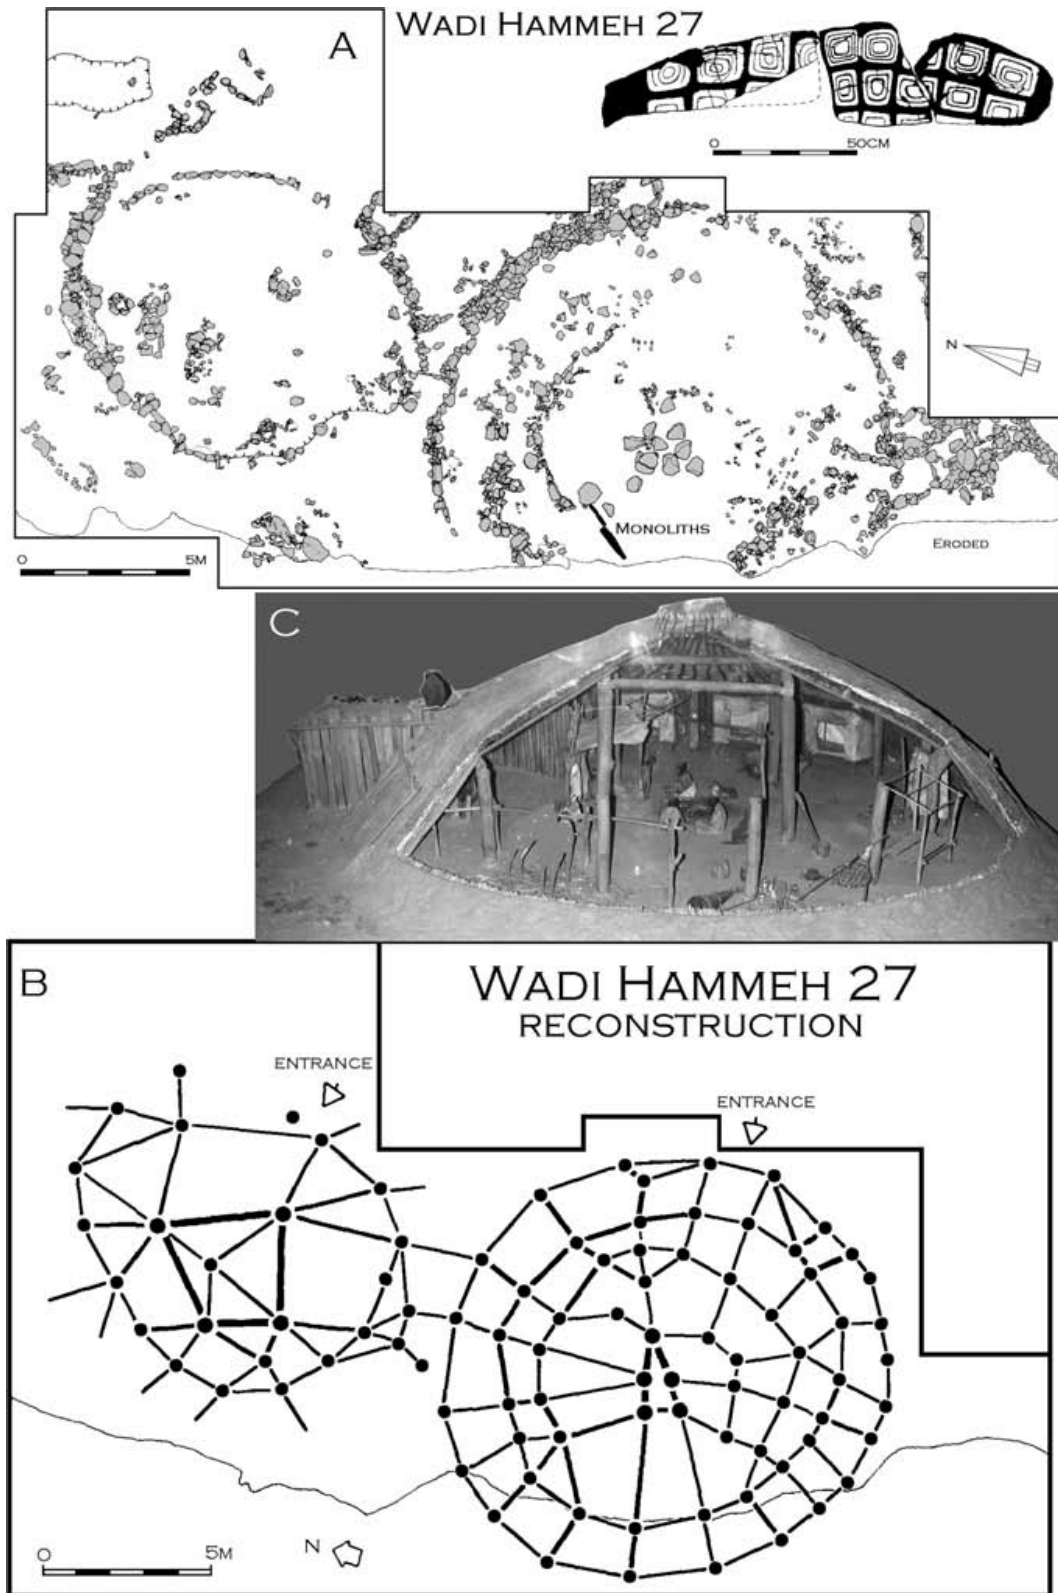 WADI HAMMEH 27
A
0 50CM
N
MONOLITHS
ERODED
0 5M
C
B
WADI HAMMEH 27
RECONSTRUCTION
ENTRANCE
ENTRANCE
N
0 5M